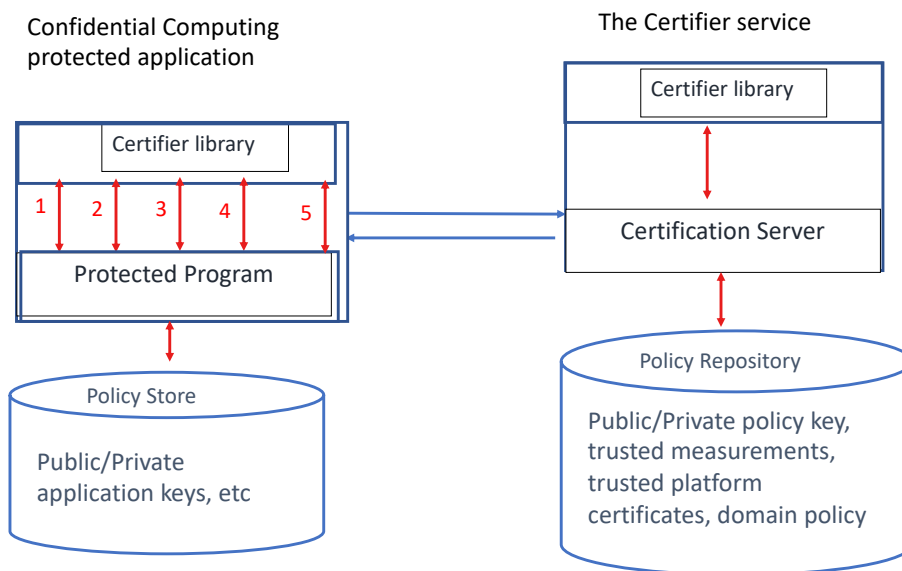 Confidential Computing
protected application
The Certifier service
Certifier library
Certifier library
1
2
3
4
5
Protected Program
Certification Server
Policy Store
Policy Repository
Public/Private
application keys, etc
Public/Private policy key,
trusted measurements,
trusted platform
certificates, domain policy